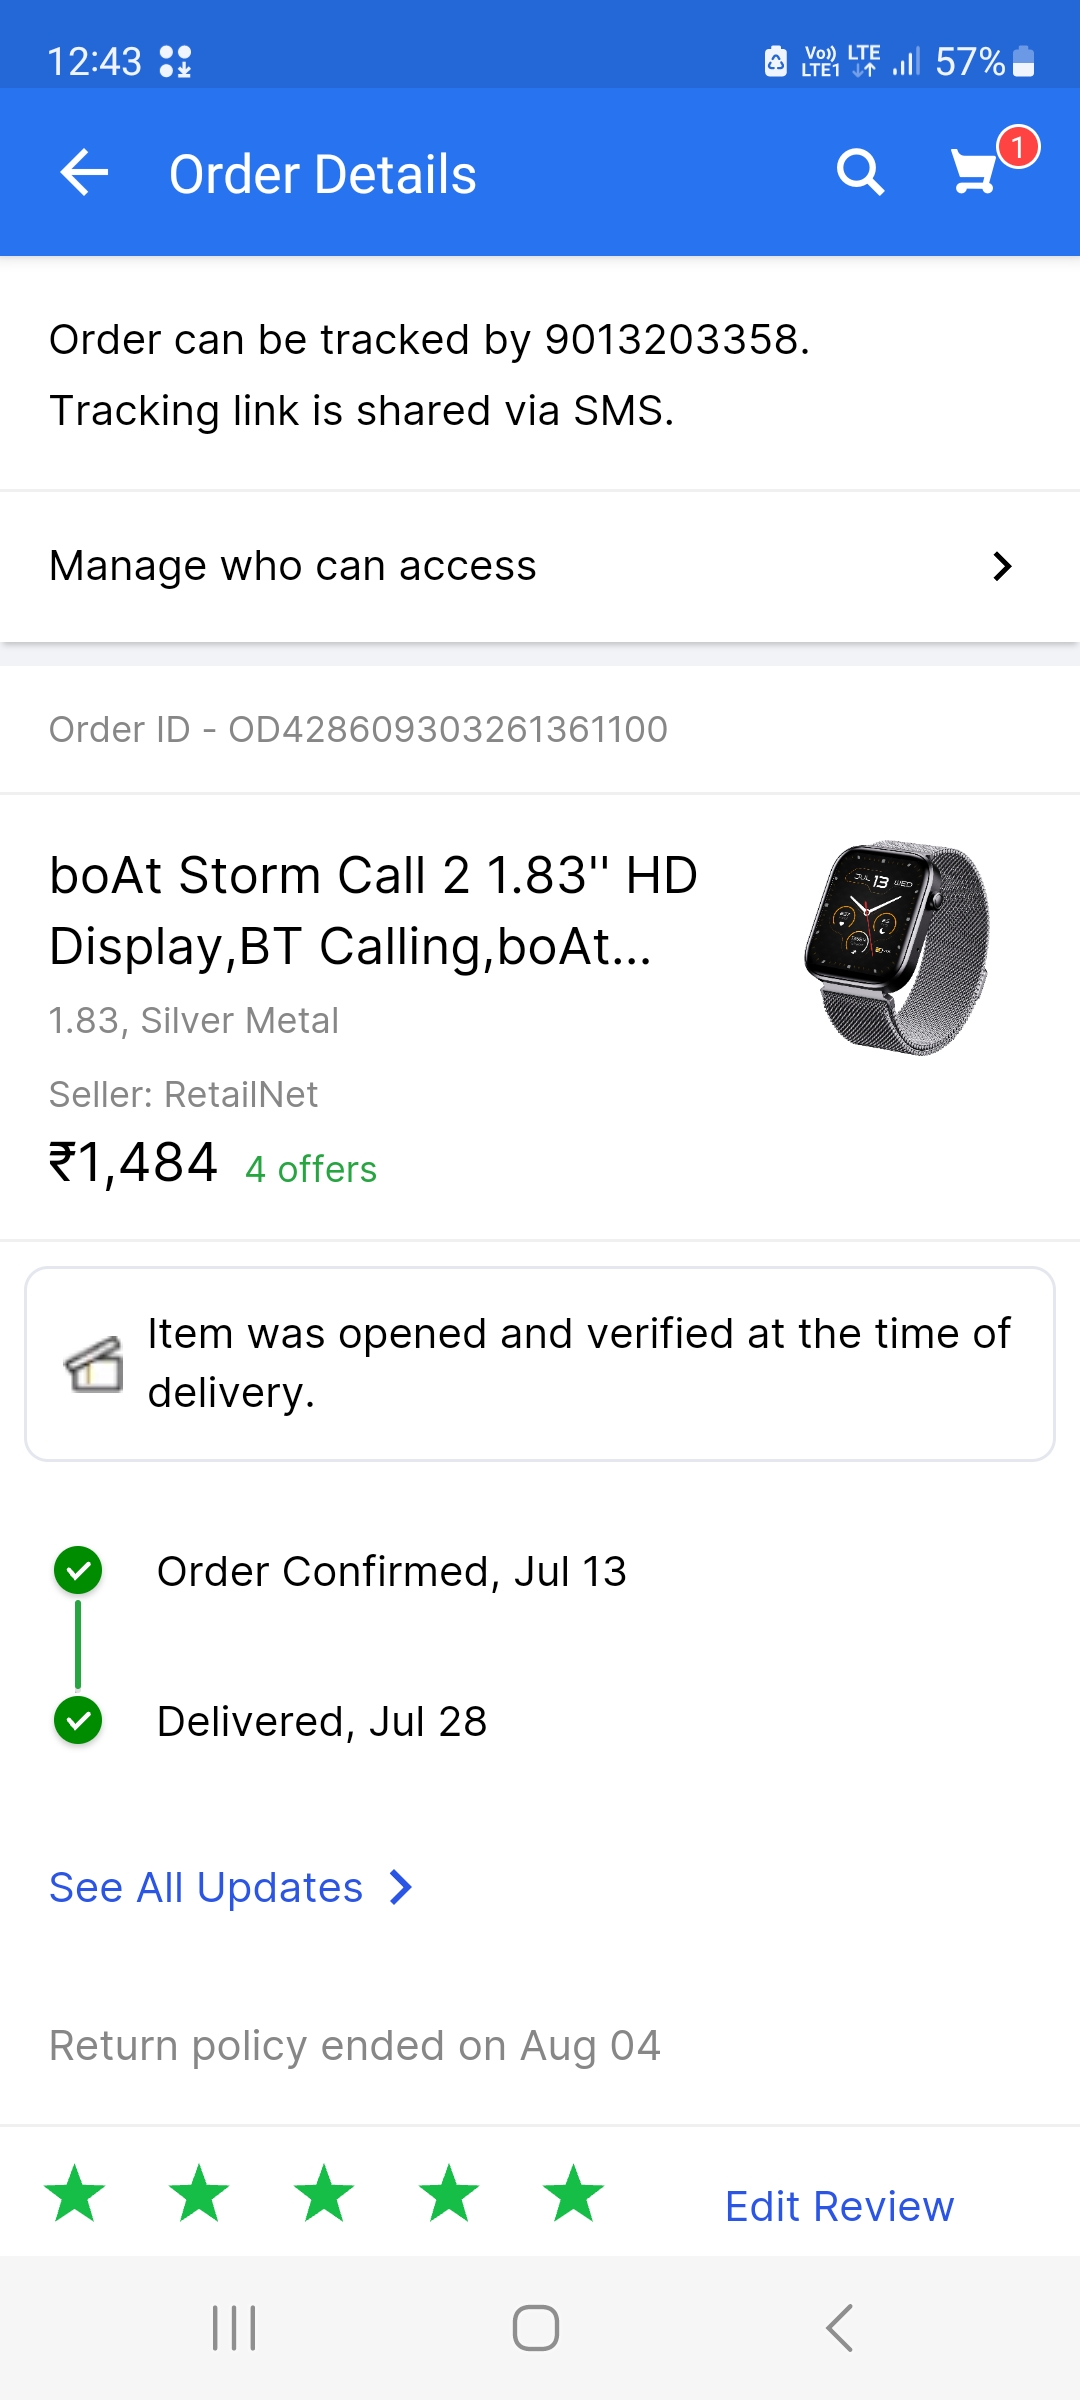 12:43
Vo)) LTE1 LTE 57%
Order Details
1
Order can be tracked by 9013203358.
Tracking link is shared via SMS.
Manage who can access
Order ID - OD428609303261361100
boAt Storm Call 2 1.83" HD
Display,BT Calling,boAt...
JUL 13 WED
1.83, Silver Metal
Seller: RetailNet
₹1,484 4 offers
Item was opened and verified at the time of
delivery.
Order Confirmed, Jul 13
Delivered, Jul 28
See All Updates
Return policy ended on Aug 04
Edit Review